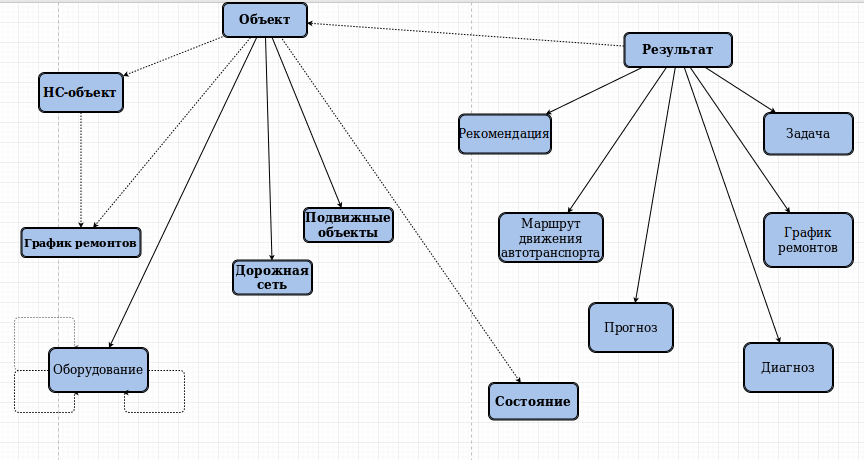 Объект
Результат
НС-объект
Рекомендация
Задача
График ремонтов
Подвижные
объекты
Маршрут
движения
автотранспорта
График
ремонтов
Дорожная
сеть
Прогноз
Оборудование
Диагноз
Состояние